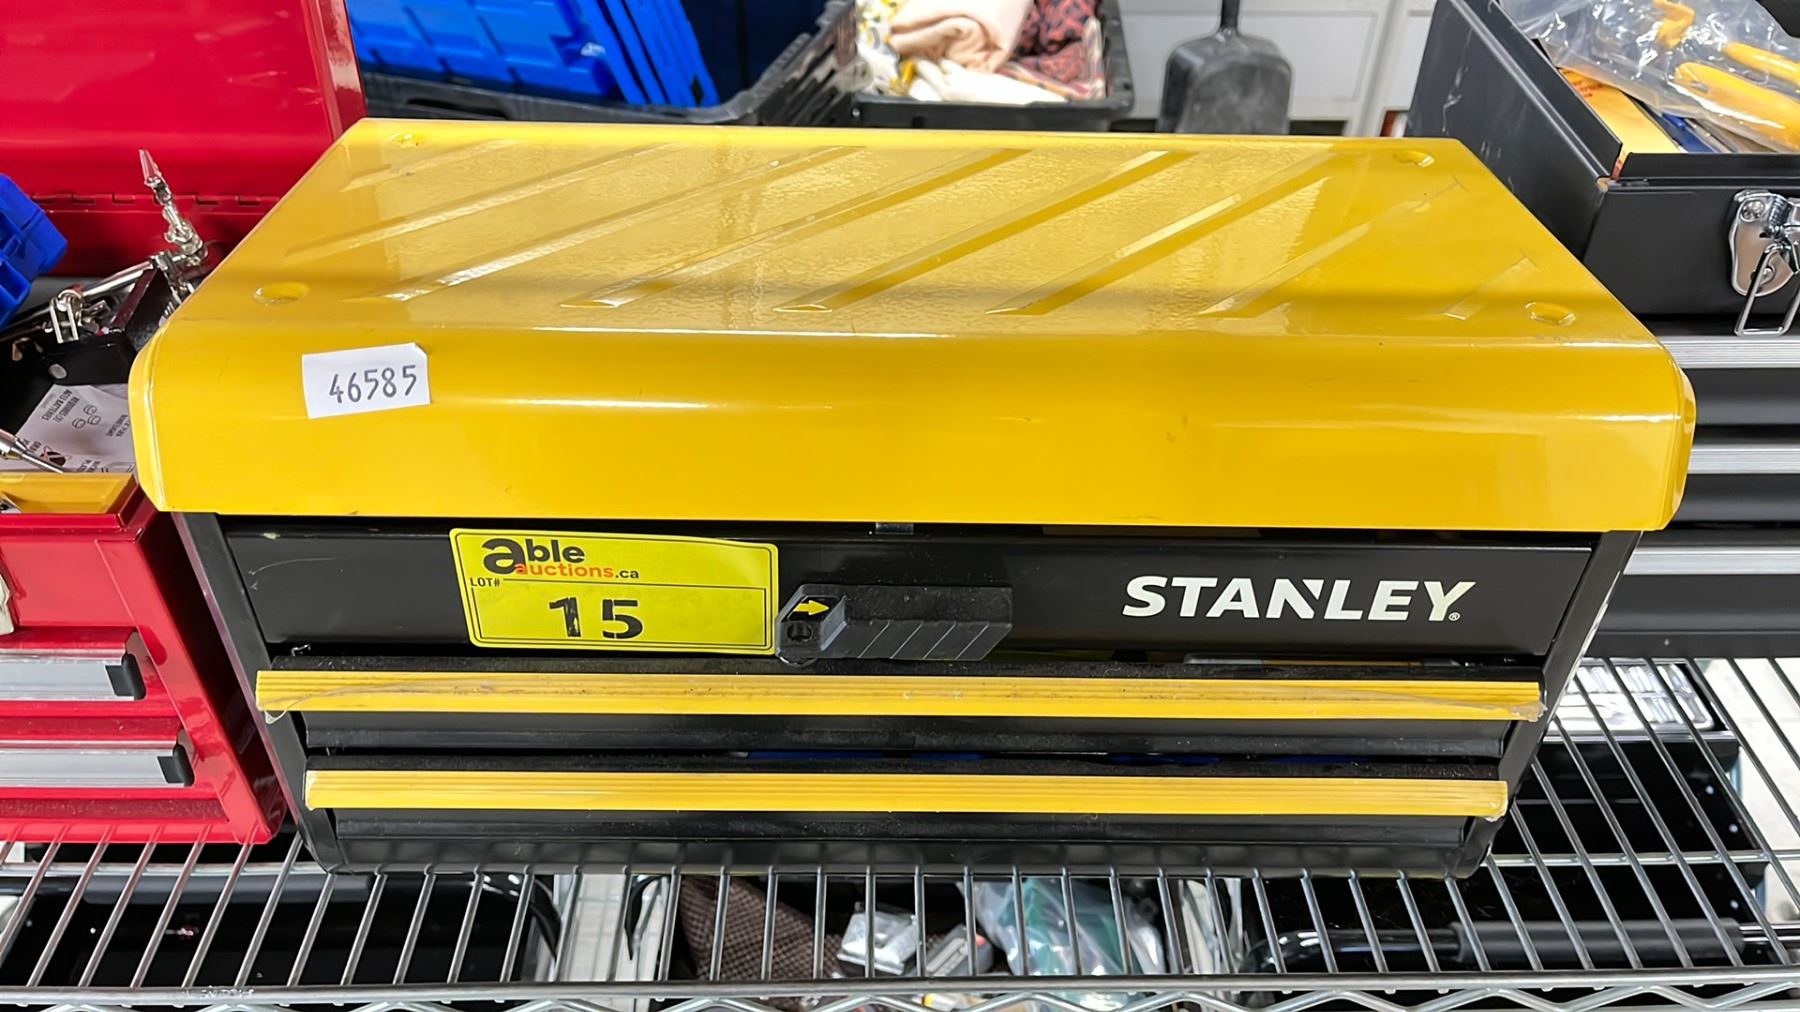 46585
able
auctions.ca
LOT#
15
STANLEY®